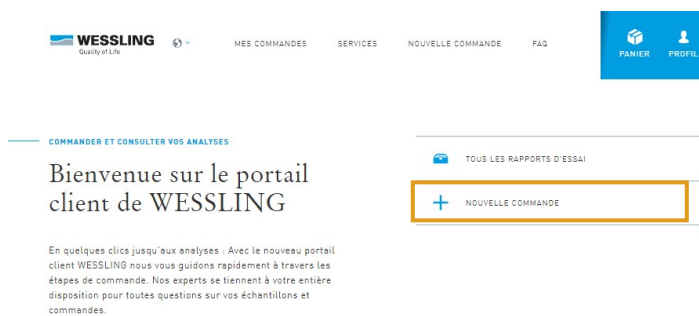 WESSLING
Quality of Life
MES COMMANDES
SERVICES
NOUVELLE COMMANDE
FAQ
PANIER
PROFIL
COMMANDER ET CONSULTER VOS ANALYSES
Bienvenue sur le portail
client de WESSLING
En quelques clics jusqu'aux analyses : Avec le nouveau portail
client WESSLING nous vous guidons rapidement à travers les
étapes de commande. Nos experts se tiennent à votre entière
disposition pour toutes questions sur vos échantillons et
commandes.
TOUS LES RAPPORTS D'ESSAI
NOUVELLE COMMANDE